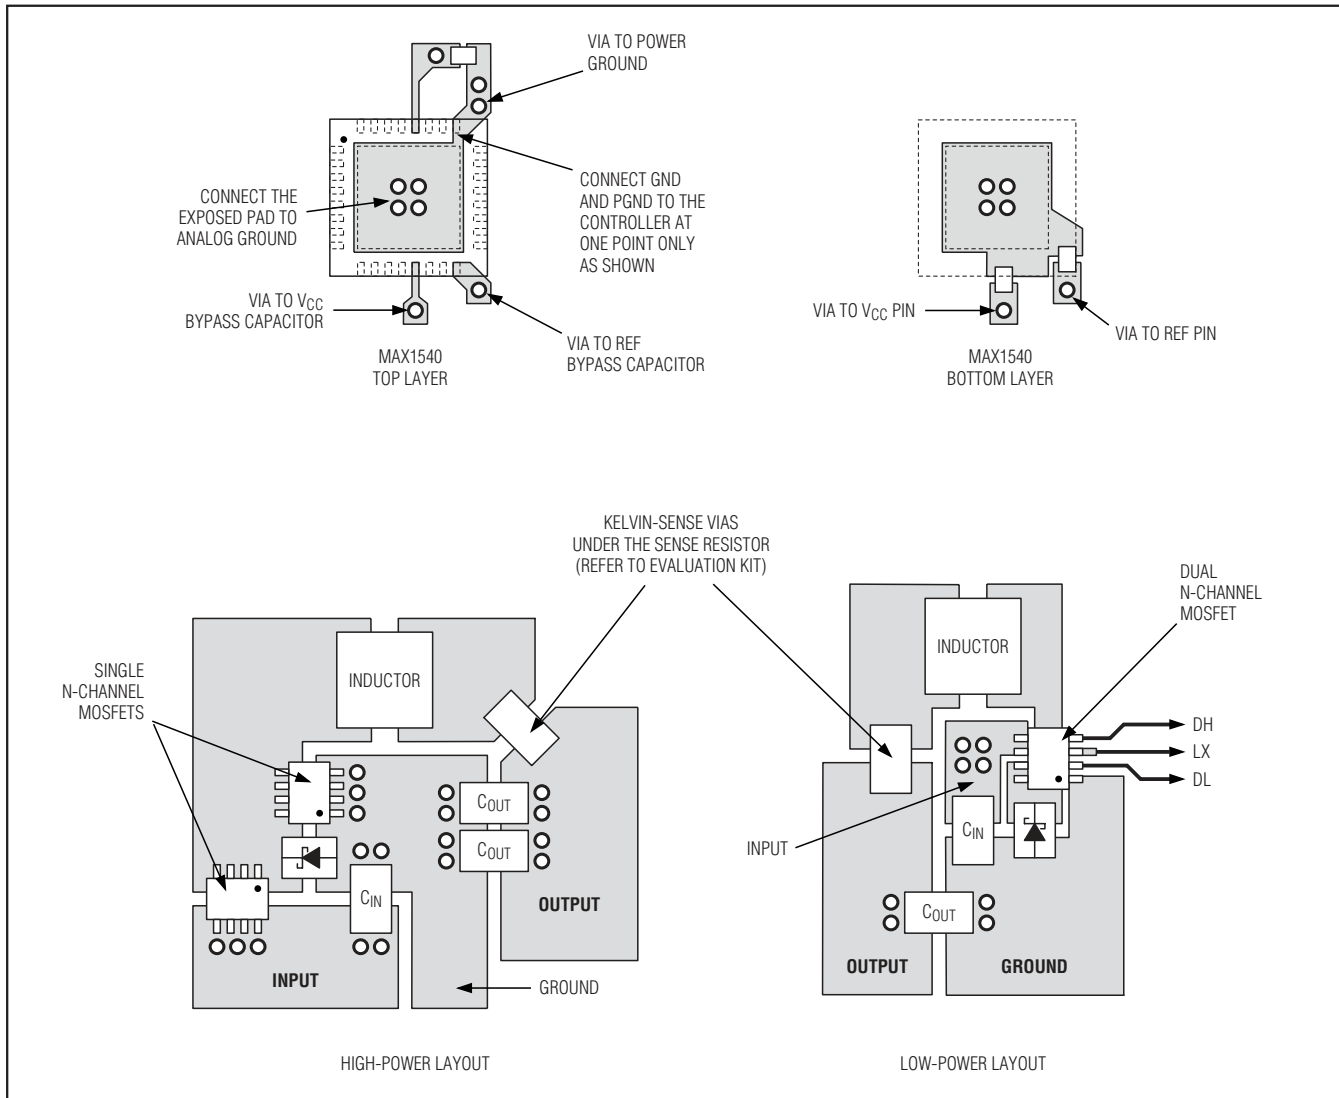 VIA TO POWER
GROUND
CONNECT THE
EXPOSED PAD TO
ANALOG GROUND
CONNECT GND
AND PGND TO THE
CONTROLLER AT
ONE POINT ONLY
AS SHOWN
VIA TO VCC
BYPASS CAPACITOR
VIA TO REF
BYPASS CAPACITOR
MAX1540
TOP LAYER
VIA TO VCC PIN
VIA TO REF PIN
MAX1540
BOTTOM LAYER
KELVIN-SENSE VIAS
UNDER THE SENSE RESISTOR
(REFER TO EVALUATION KIT)
SINGLE
N-CHANNEL
MOSFETS
INDUCTOR
COUT
COUT
CIN
OUTPUT
INPUT
GROUND
HIGH-POWER LAYOUT
DUAL
N-CHANNEL
MOSFET
INDUCTOR
DH
LX
DL
INPUT
CIN
COUT
OUTPUT
GROUND
LOW-POWER LAYOUT